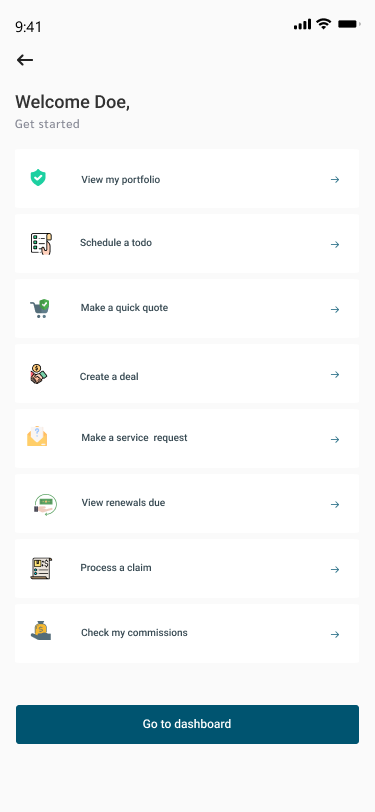 9:41
Welcome Doe,
Get started
View my portfolio
Schedule a todo
Make a quick quote
Create a deal
Make a service  request
View renewals due
Process a claim
Check my commissions
Go to dashboard